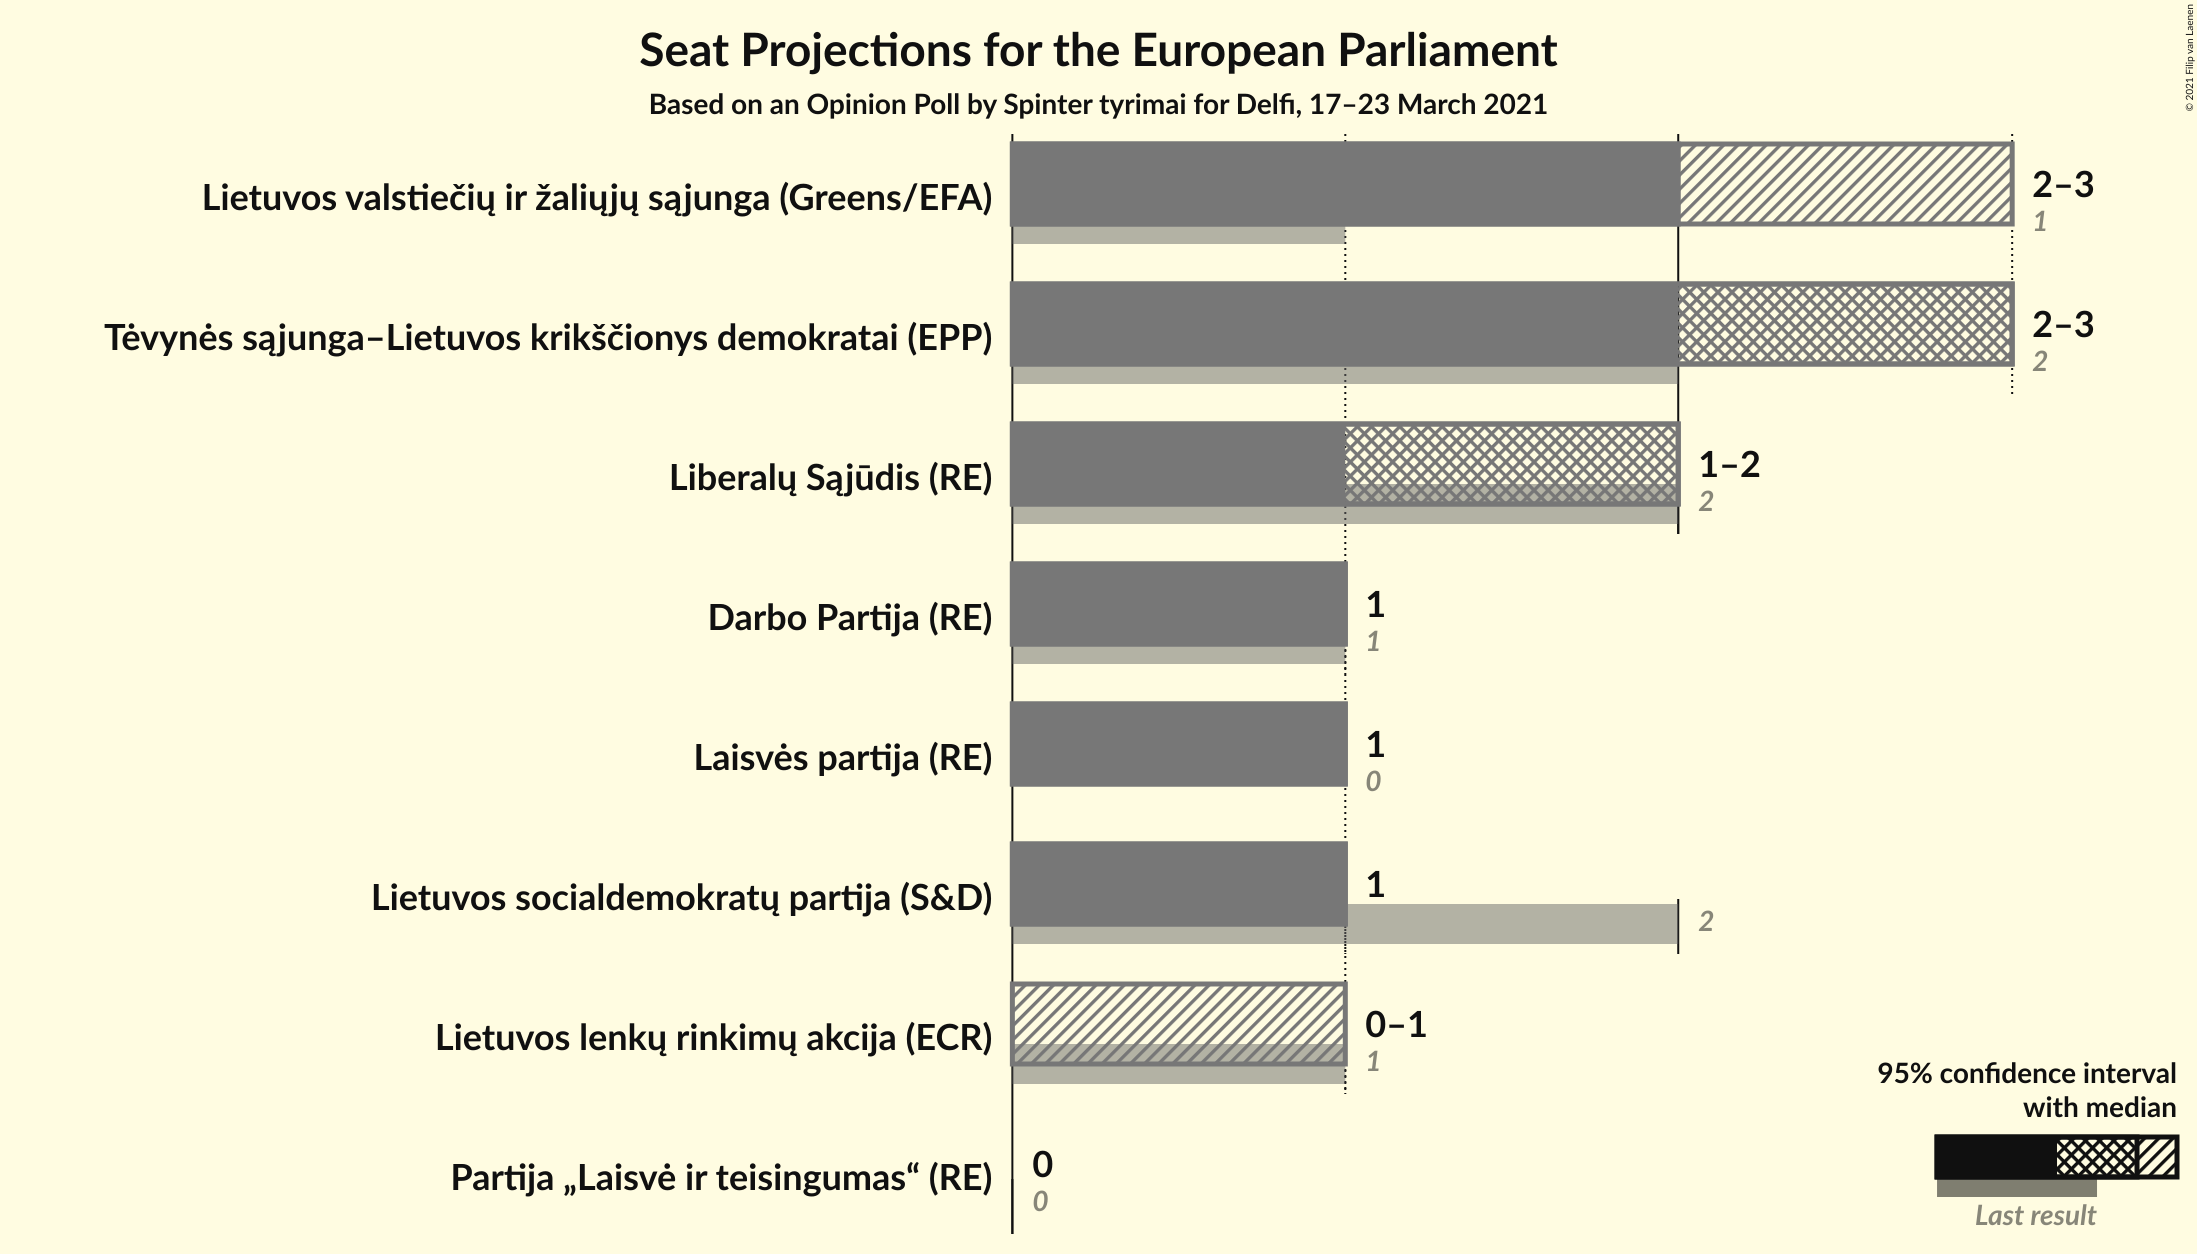 Seat Projections for the European Parliament
Based on an Opinion Poll by Spinter tyrimai for Delfi, 17–23 March 2021
© 2021 Filip van Laenen
Lietuvos valstiečių ir žaliųjų sąjunga (Greens/EFA)
2–3
1
Tėvynės sąjunga–Lietuvos krikščionys demokratai (EPP)
2–3
2
Liberalų Sąjūdis (RE)
1–2
2
Darbo Partija (RE)
1
1
Laisvės partija (RE)
1
0
Lietuvos socialdemokratų partija (S&D)
1
2
Lietuvos lenkų rinkimų akcija (ECR)
0–1
1
Partija „Laisvė ir teisingumas“ (RE)
0
0
95% confidence interval
with median
Last result